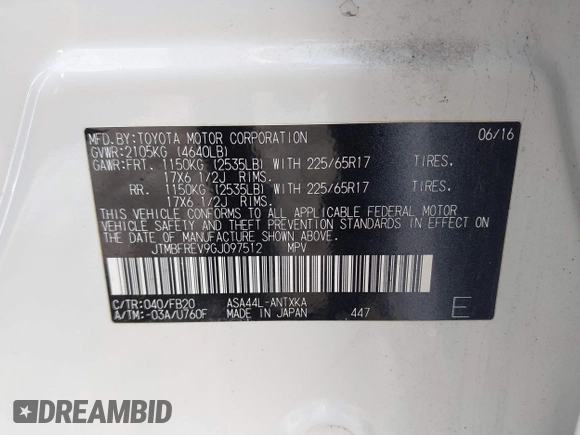 MFD.BY:TOYOTA MOTOR CORPORATION 06/16
GVWR:2105KG (4640LB)
GAWR:FRT. 1150KG (2535LB) WITH 225/65R17 TIRES.
17X6 1/2J RIMS.
RR. 1150KG (2535LB) WITH 225/65R17 TIRES.
17X6 1/2J RIMS.
THIS VEHICLE CONFORMS TO ALL APPLICABLE FEDERAL MOTOR
VEHICLE SAFETY AND THEFT PREVENTION STANDARDS IN EFFECT ON
THE DATE OF MANUFACTURE SHOWN ABOVE.
JTMBFREV9GJ097512 MPV
C/TR:040/FB20 ASA44L-ANTXKA
A/TM:-03A/U760F MADE IN JAPAN 447 E
DREAMBID